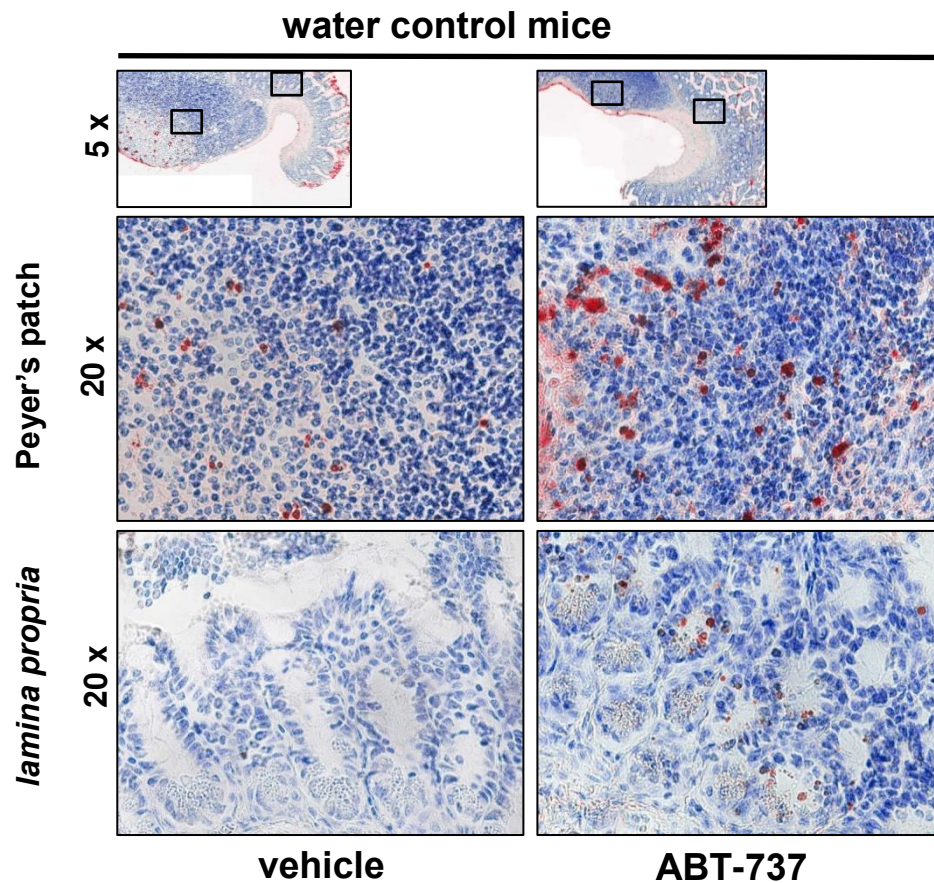 water control mice
5 x
Peyer's patch
20 x
lamina propria
20 x
vehicle
ABT-737